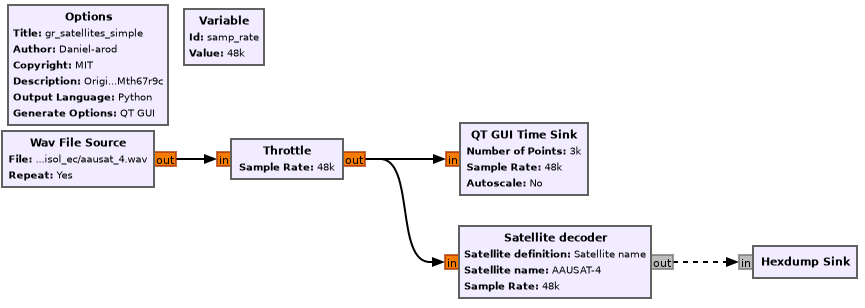 Options
Title: gr_satellites_simple
Author: Daniel-arod
Copyright: MIT
Description: Origi...Mth67r9c
Output Language: Python
Generate Options: QT GUI
Variable
Id: samp_rate
Value: 48k
Wav File Source
File: ...isol_ec/aausat_4.wav
Repeat: Yes
out
in
Throttle
Sample Rate: 48k
out
in
QT GUI Time Sink
Number of Points: 3k
Sample Rate: 48k
Autoscale: No
in
Satellite decoder
Satellite definition: Satellite name
Satellite name: AAUSAT-4
Sample Rate: 48k
out
in
Hexdump Sink